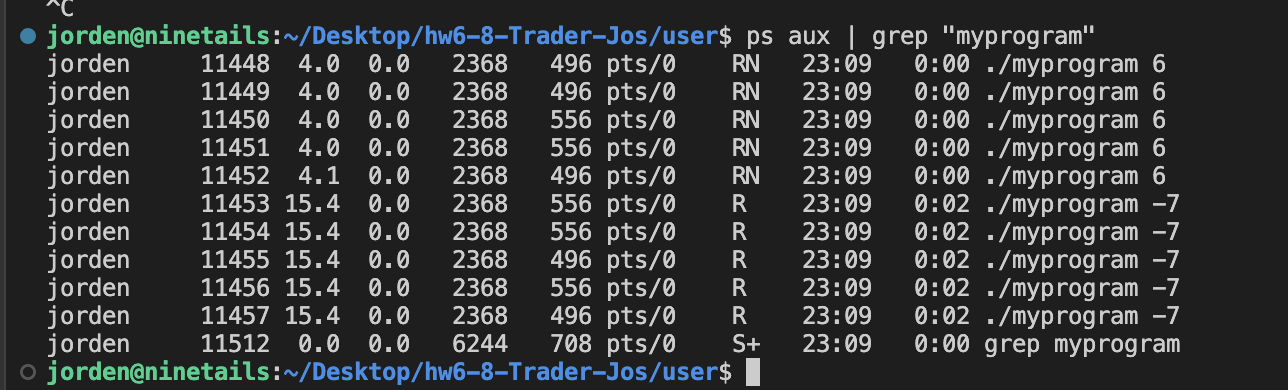 ^C
jorden@ninetails:~/Desktop/hw6-8-Trader-Jos/user$ ps aux | grep "myprogram"
jorden 11448 4.0 0.0 2368 496 pts/0 RN 23:09 0:00 ./myprogram 6
jorden 11449 4.0 0.0 2368 496 pts/0 RN 23:09 0:00 ./myprogram 6
jorden 11450 4.0 0.0 2368 556 pts/0 RN 23:09 0:00 ./myprogram 6
jorden 11451 4.0 0.0 2368 556 pts/0 RN 23:09 0:00 ./myprogram 6
jorden 11452 4.1 0.0 2368 496 pts/0 RN 23:09 0:00 ./myprogram 6
jorden 11453 15.4 0.0 2368 556 pts/0 R 23:09 0:02 ./myprogram -7
jorden 11454 15.4 0.0 2368 556 pts/0 R 23:09 0:02 ./myprogram -7
jorden 11455 15.4 0.0 2368 496 pts/0 R 23:09 0:02 ./myprogram -7
jorden 11456 15.4 0.0 2368 556 pts/0 R 23:09 0:02 ./myprogram -7
jorden 11457 15.4 0.0 2368 496 pts/0 R 23:09 0:02 ./myprogram -7
jorden 11512 0.0 0.0 6244 708 pts/0 S+ 23:09 0:00 grep myprogram
jorden@ninetails:~/Desktop/hw6-8-Trader-Jos/user$